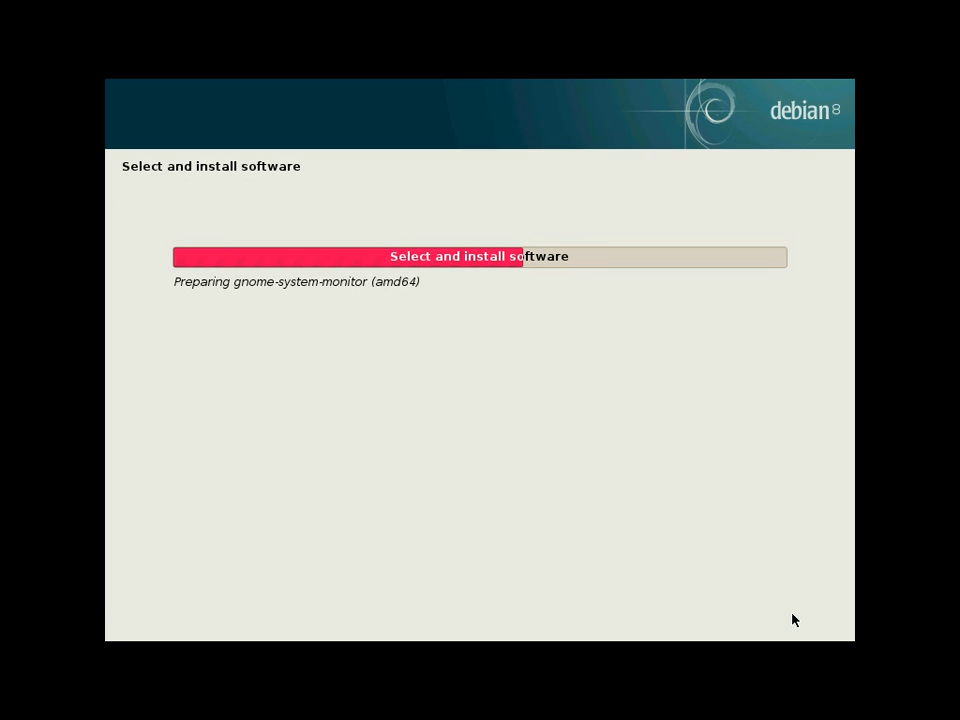 debian 8
Select and install software
Select and install software
Preparing gnome-system-monitor (amd64)